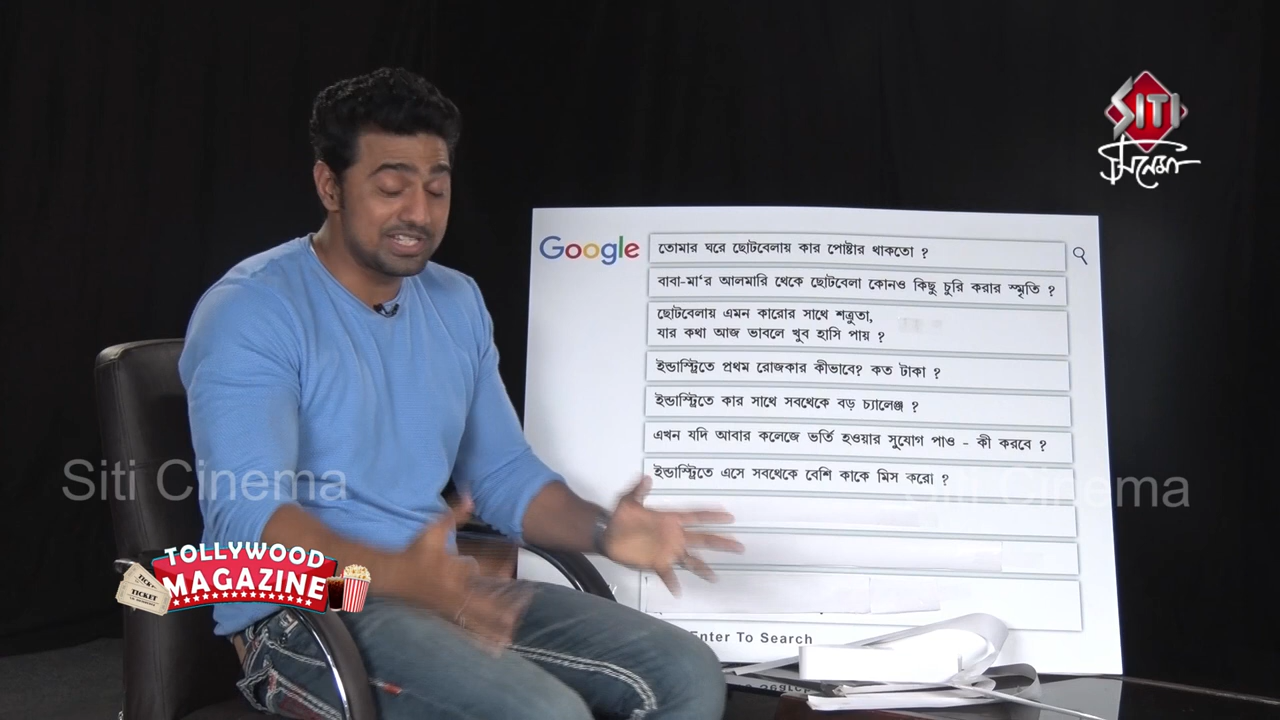 SITI
সিনেমা
Google
তোমার ঘরে ছোটবেলায় কার পোষ্টার থাকতো ?
বাবা-মা'র আলমারি থেকে ছোটবেলা কোনও কিছু চুরি করার স্মৃতি ?
ছোটবেলায় এমন কারোর সাথে শত্রুতা,
যার কথা আজ ভাবলে খুব হাসি পায় ?
ইন্ডাস্ট্রিতে প্রথম রোজকার কীভাবে? কত টাকা ?
ইন্ডাস্ট্রিতে কার সাথে সবথেকে বড় চ্যালেঞ্জ ?
এখন যদি আবার কলেজে ভর্তি হওয়ার সুযোগ পাও - কী করবে ?
ইন্ডাস্ট্রিতে এসে সবথেকে বেশি কাকে মিস করো ?
Enter To Search
Siti Cinema
Siti Cinema
TOLLYWOOD
MAGAZINE
TICKET